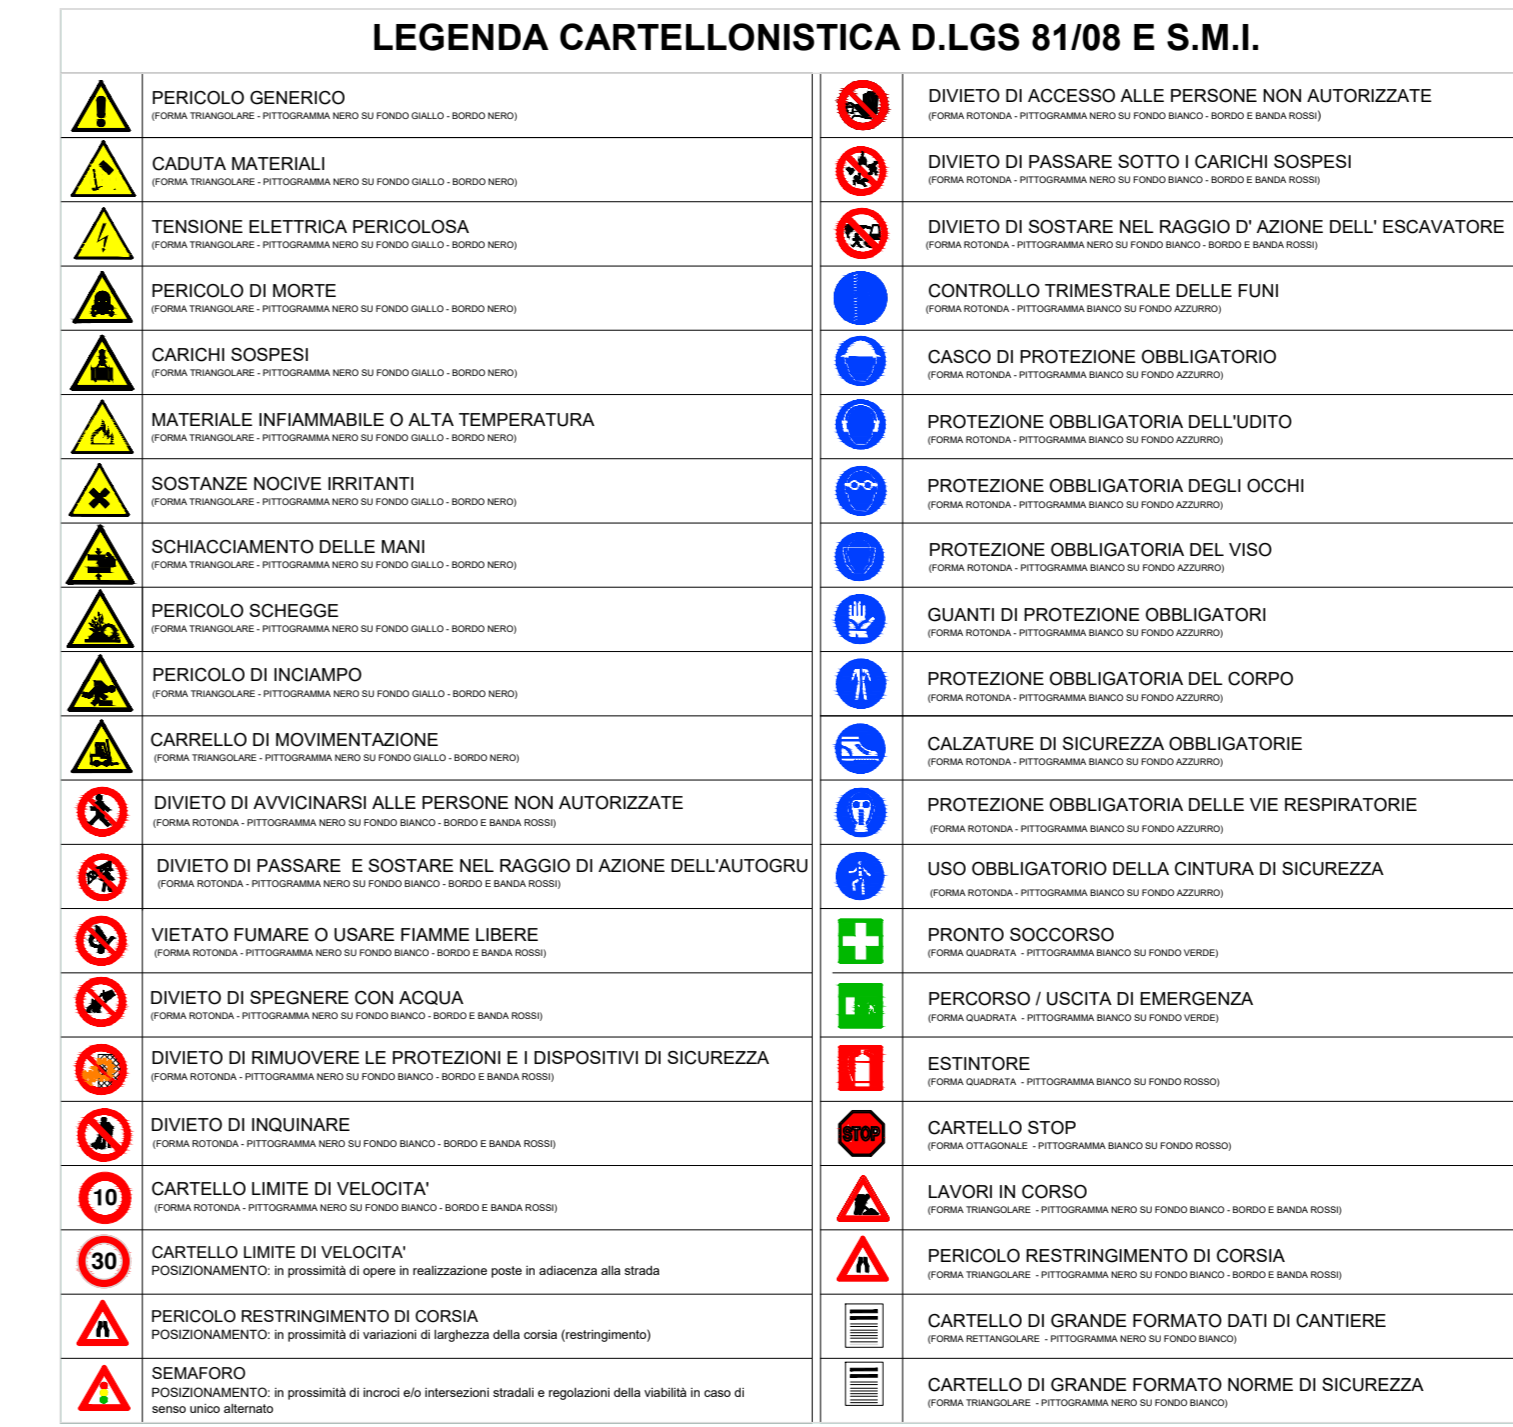 LEGENDA CARTELLONISTICA D.LGS 81/08 E S.M.I.
PERICOLO GENERICO
(FORMA TRIANGOLARE - PITTOGRAMMA NERO SU FONDO GIALLO - BORDO NERO)
CADUTA MATERIALI
(FORMA TRIANGOLARE - PITTOGRAMMA NERO SU FONDO GIALLO - BORDO NERO)
TENSIONE ELETTRICA PERICOLOSA
(FORMA TRIANGOLARE - PITTOGRAMMA NERO SU FONDO GIALLO - BORDO NERO)
PERICOLO DI MORTE
(FORMA TRIANGOLARE - PITTOGRAMMA NERO SU FONDO GIALLO - BORDO NERO)
CARICHI SOSPESI
(FORMA TRIANGOLARE - PITTOGRAMMA NERO SU FONDO GIALLO - BORDO NERO)
MATERIALE INFIAMMABILE O ALTA TEMPERATURA
(FORMA TRIANGOLARE - PITTOGRAMMA NERO SU FONDO GIALLO - BORDO NERO)
SOSTANZE NOCIVE IRRITANTI
(FORMA TRIANGOLARE - PITTOGRAMMA NERO SU FONDO GIALLO - BORDO NERO)
SCHIACCIAMENTO DELLE MANI
(FORMA TRIANGOLARE - PITTOGRAMMA NERO SU FONDO GIALLO - BORDO NERO)
PERICOLO SCHEGGE
(FORMA TRIANGOLARE - PITTOGRAMMA NERO SU FONDO GIALLO - BORDO NERO)
PERICOLO DI INCIAMPO
(FORMA TRIANGOLARE - PITTOGRAMMA NERO SU FONDO GIALLO - BORDO NERO)
CARRELLO DI MOVIMENTAZIONE
(FORMA TRIANGOLARE - PITTOGRAMMA NERO SU FONDO GIALLO - BORDO NERO)
DIVIETO DI AVVICINARSI ALLE PERSONE NON AUTORIZZATE
(FORMA ROTONDA - PITTOGRAMMA NERO SU FONDO BIANCO - BORDO E BANDA ROSSI)
DIVIETO DI PASSARE E SOSTARE NEL RAGGIO DI AZIONE DELL'AUTOGRU
(FORMA ROTONDA - PITTOGRAMMA NERO SU FONDO BIANCO - BORDO E BANDA ROSSI)
VIETATO FUMARE O USARE FIAMME LIBERE
(FORMA ROTONDA - PITTOGRAMMA NERO SU FONDO BIANCO - BORDO E BANDA ROSSI)
DIVIETO DI SPEGNERE CON ACQUA
(FORMA ROTONDA - PITTOGRAMMA NERO SU FONDO BIANCO - BORDO E BANDA ROSSI)
DIVIETO DI RIMUOVERE LE PROTEZIONI E I DISPOSITIVI DI SICUREZZA
(FORMA ROTONDA - PITTOGRAMMA NERO SU FONDO BIANCO - BORDO E BANDA ROSSI)
DIVIETO DI INQUINARE
(FORMA ROTONDA - PITTOGRAMMA NERO SU FONDO BIANCO - BORDO E BANDA ROSSI)
10
CARTELLO LIMITE DI VELOCITA'
(FORMA ROTONDA - PITTOGRAMMA NERO SU FONDO BIANCO - BORDO E BANDA ROSSI)
30
CARTELLO LIMITE DI VELOCITA'
POSIZIONAMENTO: in prossimità di opere in realizzazione poste in adiacenza alla strada
PERICOLO RESTRINGIMENTO DI CORSIA
POSIZIONAMENTO: in prossimità di variazioni di larghezza della corsia (restringimento)
SEMAFORO
POSIZIONAMENTO: in prossimità di incroci e/o intersezioni stradali e regolazioni della viabilità in caso di
senso unico alternato
DIVIETO DI ACCESSO ALLE PERSONE NON AUTORIZZATE
(FORMA ROTONDA - PITTOGRAMMA NERO SU FONDO BIANCO - BORDO E BANDA ROSSI)
DIVIETO DI PASSARE SOTTO I CARICHI SOSPESI
(FORMA ROTONDA - PITTOGRAMMA NERO SU FONDO BIANCO - BORDO E BANDA ROSSI)
DIVIETO DI SOSTARE NEL RAGGIO D' AZIONE DELL' ESCAVATORE
(FORMA ROTONDA - PITTOGRAMMA NERO SU FONDO BIANCO - BORDO E BANDA ROSSI)
CONTROLLO TRIMESTRALE DELLE FUNI
(FORMA ROTONDA - PITTOGRAMMA BIANCO SU FONDO AZZURRO)
CASCO DI PROTEZIONE OBBLIGATORIO
(FORMA ROTONDA - PITTOGRAMMA BIANCO SU FONDO AZZURRO)
PROTEZIONE OBBLIGATORIA DELL'UDITO
(FORMA ROTONDA - PITTOGRAMMA BIANCO SU FONDO AZZURRO)
PROTEZIONE OBBLIGATORIA DEGLI OCCHI
(FORMA ROTONDA - PITTOGRAMMA BIANCO SU FONDO AZZURRO)
PROTEZIONE OBBLIGATORIA DEL VISO
(FORMA ROTONDA - PITTOGRAMMA BIANCO SU FONDO AZZURRO)
GUANTI DI PROTEZIONE OBBLIGATORI
(FORMA ROTONDA - PITTOGRAMMA BIANCO SU FONDO AZZURRO)
PROTEZIONE OBBLIGATORIA DEL CORPO
(FORMA ROTONDA - PITTOGRAMMA BIANCO SU FONDO AZZURRO)
CALZATURE DI SICUREZZA OBBLIGATORIE
(FORMA ROTONDA - PITTOGRAMMA BIANCO SU FONDO AZZURRO)
PROTEZIONE OBBLIGATORIA DELLE VIE RESPIRATORIE
(FORMA ROTONDA - PITTOGRAMMA BIANCO SU FONDO AZZURRO)
USO OBBLIGATORIO DELLA CINTURA DI SICUREZZA
(FORMA ROTONDA - PITTOGRAMMA BIANCO SU FONDO AZZURRO)
PRONTO SOCCORSO
(FORMA QUADRATA - PITTOGRAMMA BIANCO SU FONDO VERDE)
PERCORSO / USCITA DI EMERGENZA
(FORMA QUADRATA - PITTOGRAMMA BIANCO SU FONDO VERDE)
ESTINTORE
(FORMA QUADRATA - PITTOGRAMMA BIANCO SU FONDO ROSSO)
STOP
CARTELLO STOP
(FORMA OTTAGONALE - PITTOGRAMMA BIANCO SU FONDO ROSSO)
LAVORI IN CORSO
(FORMA TRIANGOLARE - PITTOGRAMMA NERO SU FONDO BIANCO - BORDO E BANDA ROSSI)
PERICOLO RESTRINGIMENTO DI CORSIA
(FORMA TRIANGOLARE - PITTOGRAMMA NERO SU FONDO BIANCO - BORDO E BANDA ROSSI)
CARTELLO DI GRANDE FORMATO DATI DI CANTIERE
(FORMA RETTANGOLARE - PITTOGRAMMA NERO SU FONDO BIANCO)
CARTELLO DI GRANDE FORMATO NORME DI SICUREZZA
(FORMA TRIANGOLARE - PITTOGRAMMA NERO SU FONDO BIANCO)